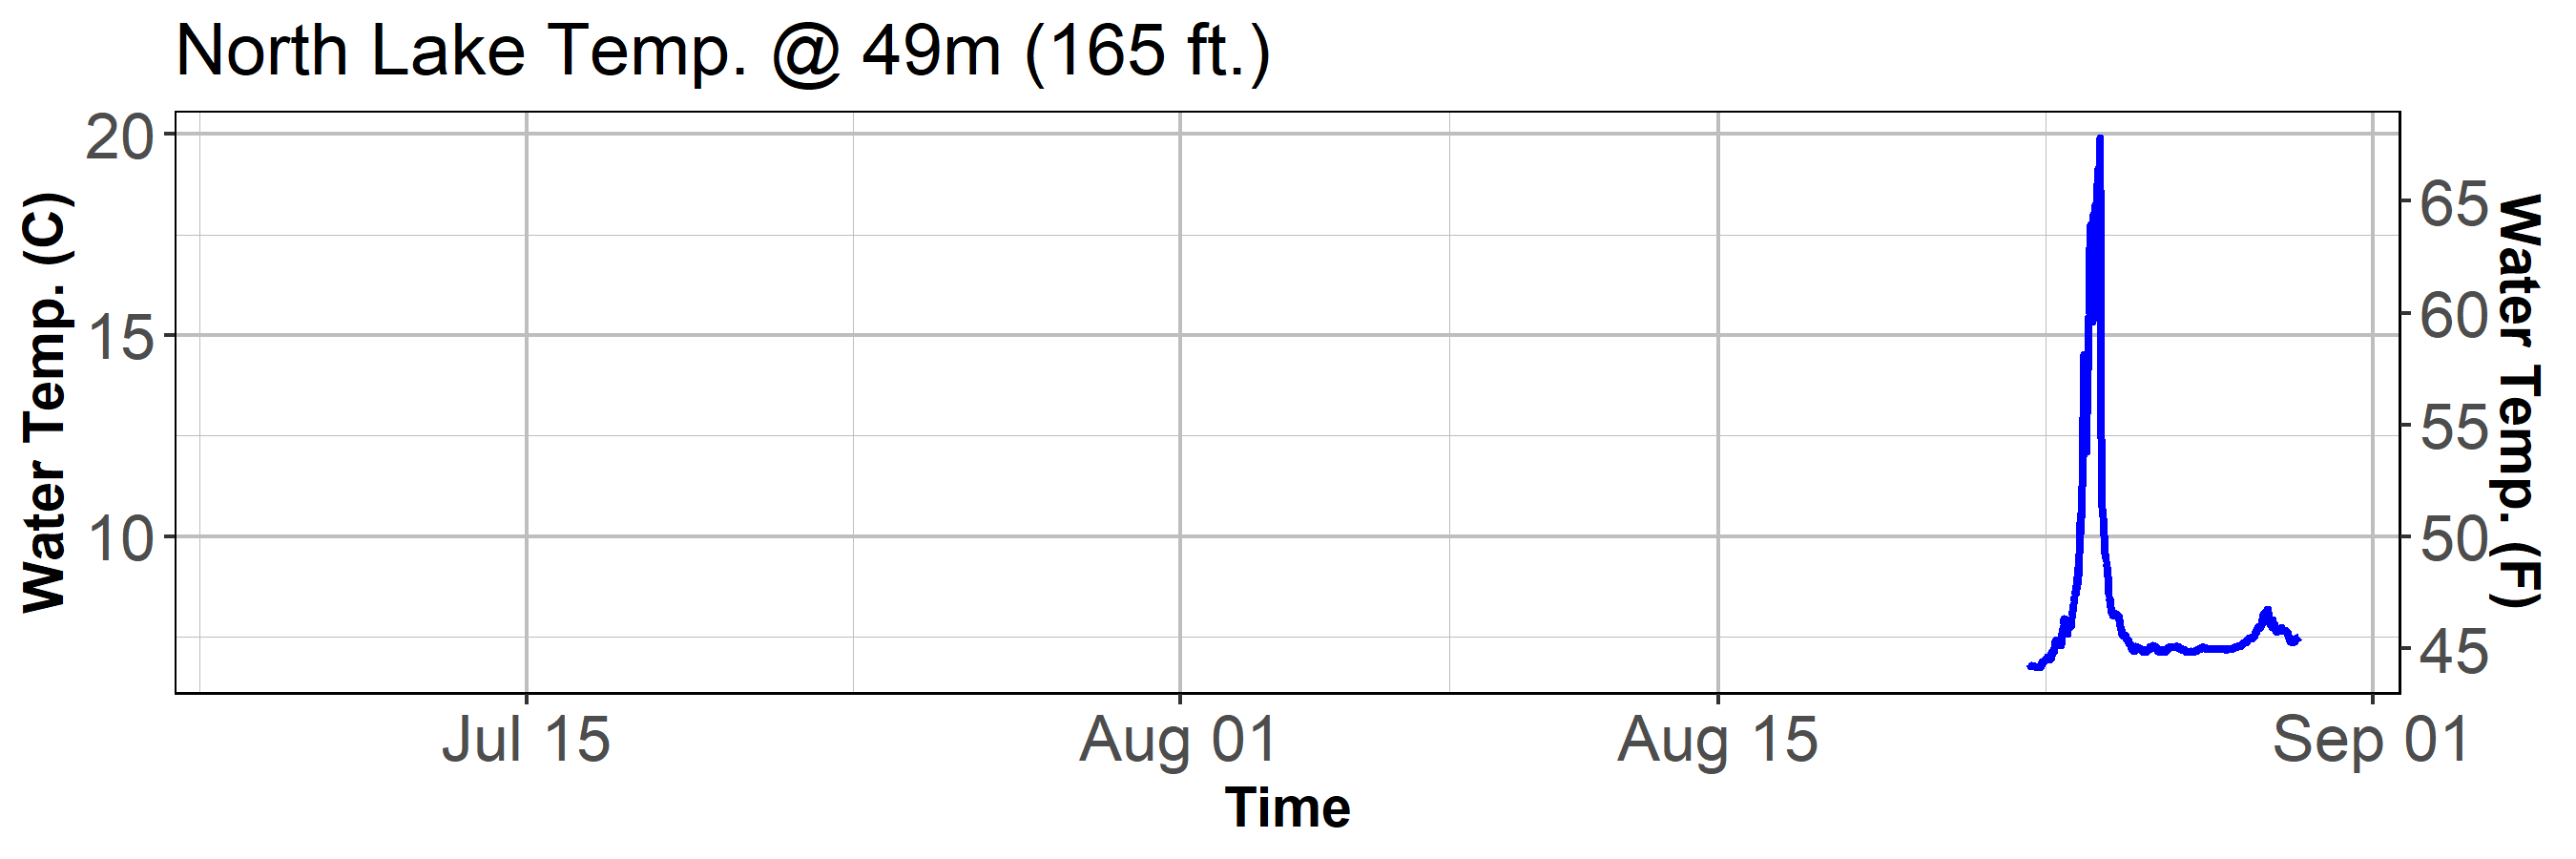 North Lake Temp. @ 49m (165 ft.)
Water Temp. (C)
20
15
10
65
60
55
50
45
Water Temp. (F)
Jul 15
Aug 01
Aug 15
Sep 01
Time